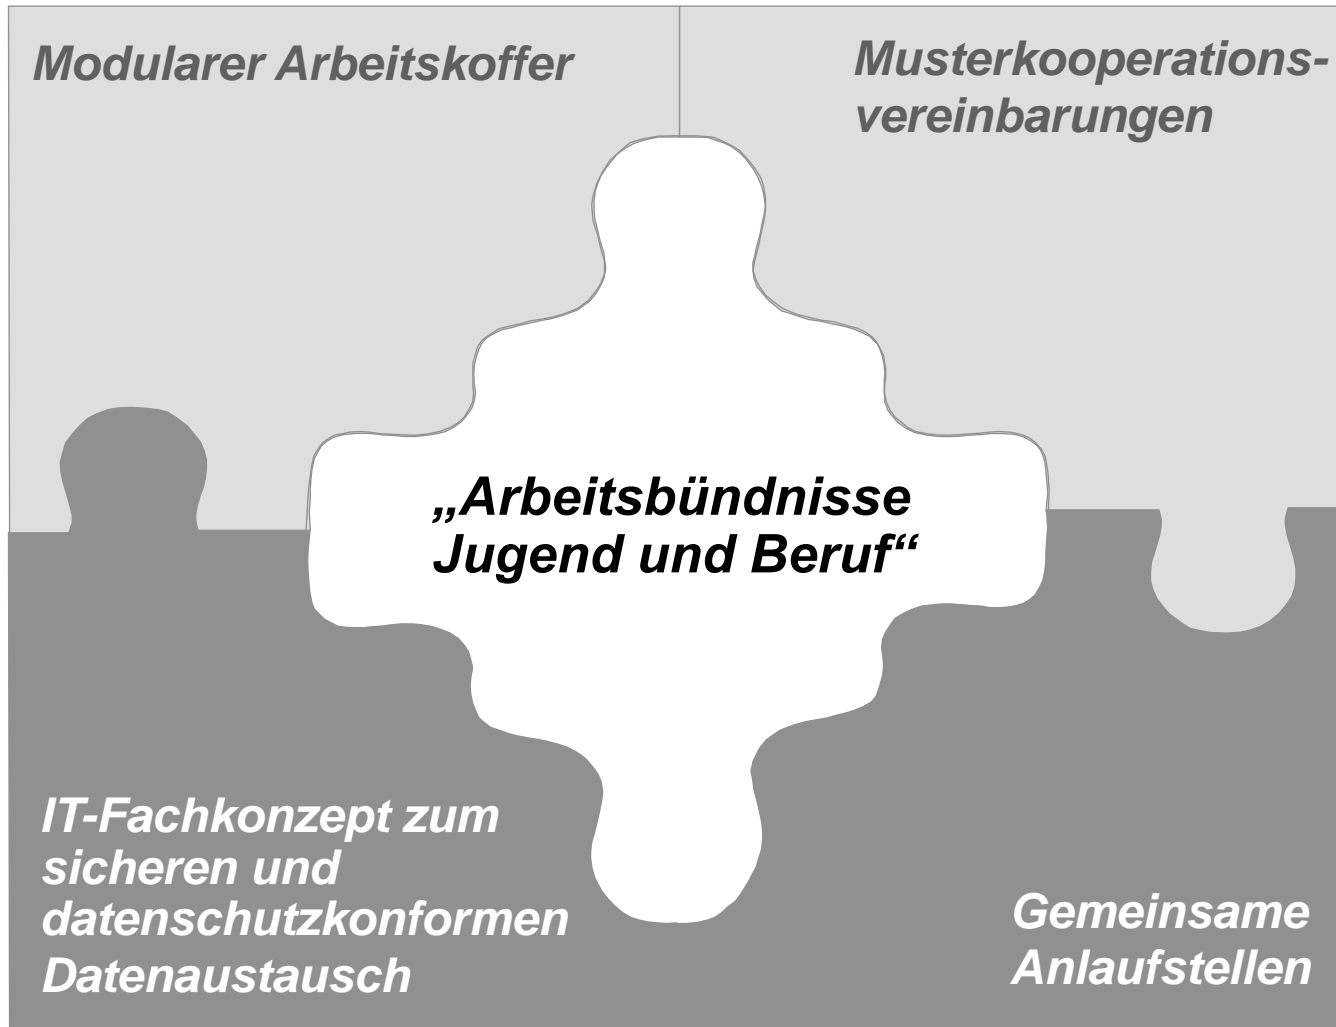 Modularer Arbeitskoffer
Musterkooperations-
vereinbarungen
„Arbeitsbündnisse
Jugend und Beruf“
IT-Fachkonzept zum
sicheren und
datenschutzkonformen
Datenaustausch
Gemeinsame
Anlaufstellen